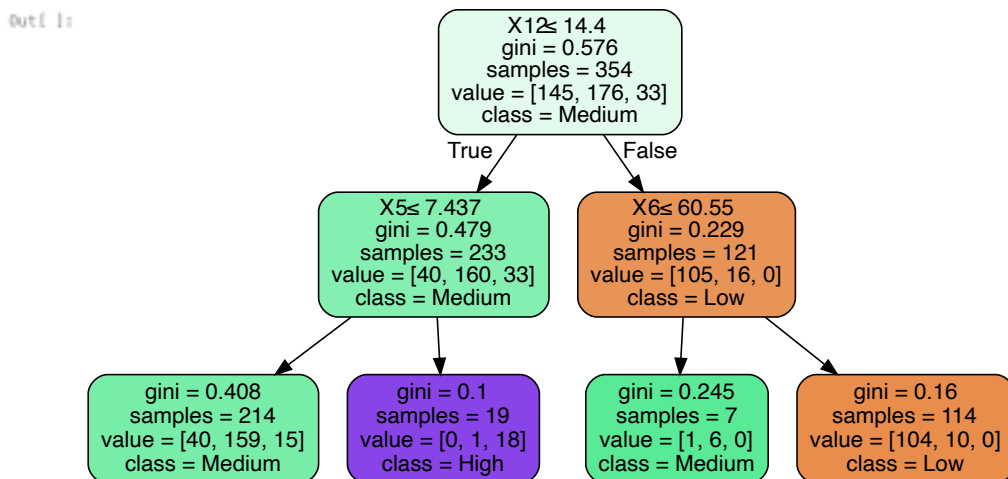 Out[ ]:
X12≤ 14.4
gini = 0.576
samples = 354
value = [145, 176, 33]
class = Medium
True
False
X5≤ 7.437
gini = 0.479
samples = 233
value = [40, 160, 33]
class = Medium
X6≤ 60.55
gini = 0.229
samples = 121
value = [105, 16, 0]
class = Low
gini = 0.408
samples = 214
value = [40, 159, 15]
class = Medium
gini = 0.1
samples = 19
value = [0, 1, 18]
class = High
gini = 0.245
samples = 7
value = [1, 6, 0]
class = Medium
gini = 0.16
samples = 114
value = [104, 10, 0]
class = Low